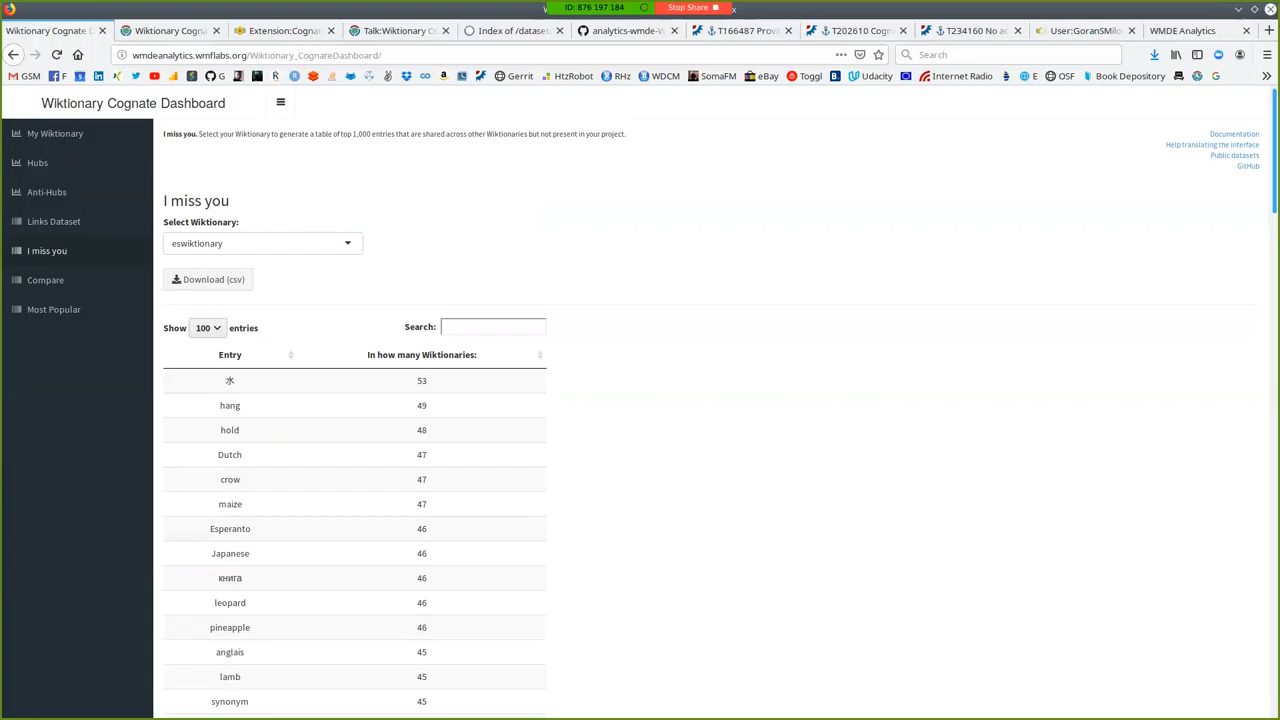 ID: 876 197 184 Stop Share
Wiktionary Cognate D Wiktionary Cognat Extension:Cognat Talk:Wiktionary C Index of /dataset analytics-wmde-W T166487 Prov T202610 Cogn T234160 No a User:GoranSMilo WMDE Analytics
wmdeanalytics.wmflabs.org/Wiktionary_CognateDashboard/ Search
GSM F Y G Gerrit HtzRobot RHz WDCM SomaFM eBay Toggl Udacity Internet Radio E OSF Book Depository
Wiktionary Cognate Dashboard
My Wiktionary
Hubs
Anti-Hubs
Links Dataset
I miss you
Compare
Most Popular
I miss you. Select your Wiktionary to generate a table of top 1,000 entries that are shared across other Wiktionaries but not present in your project.
Documentation
Help translating the interface
Public datasets
GitHub
I miss you
Select Wiktionary:
eswiktionary
Download (csv)
Show 100 entries Search:
Entry In how many Wiktionaries:
水 53
hang 49
hold 48
Dutch 47
crow 47
maize 47
Esperanto 46
Japanese 46
книга 46
leopard 46
pineapple 46
anglais 45
lamb 45
synonym 45